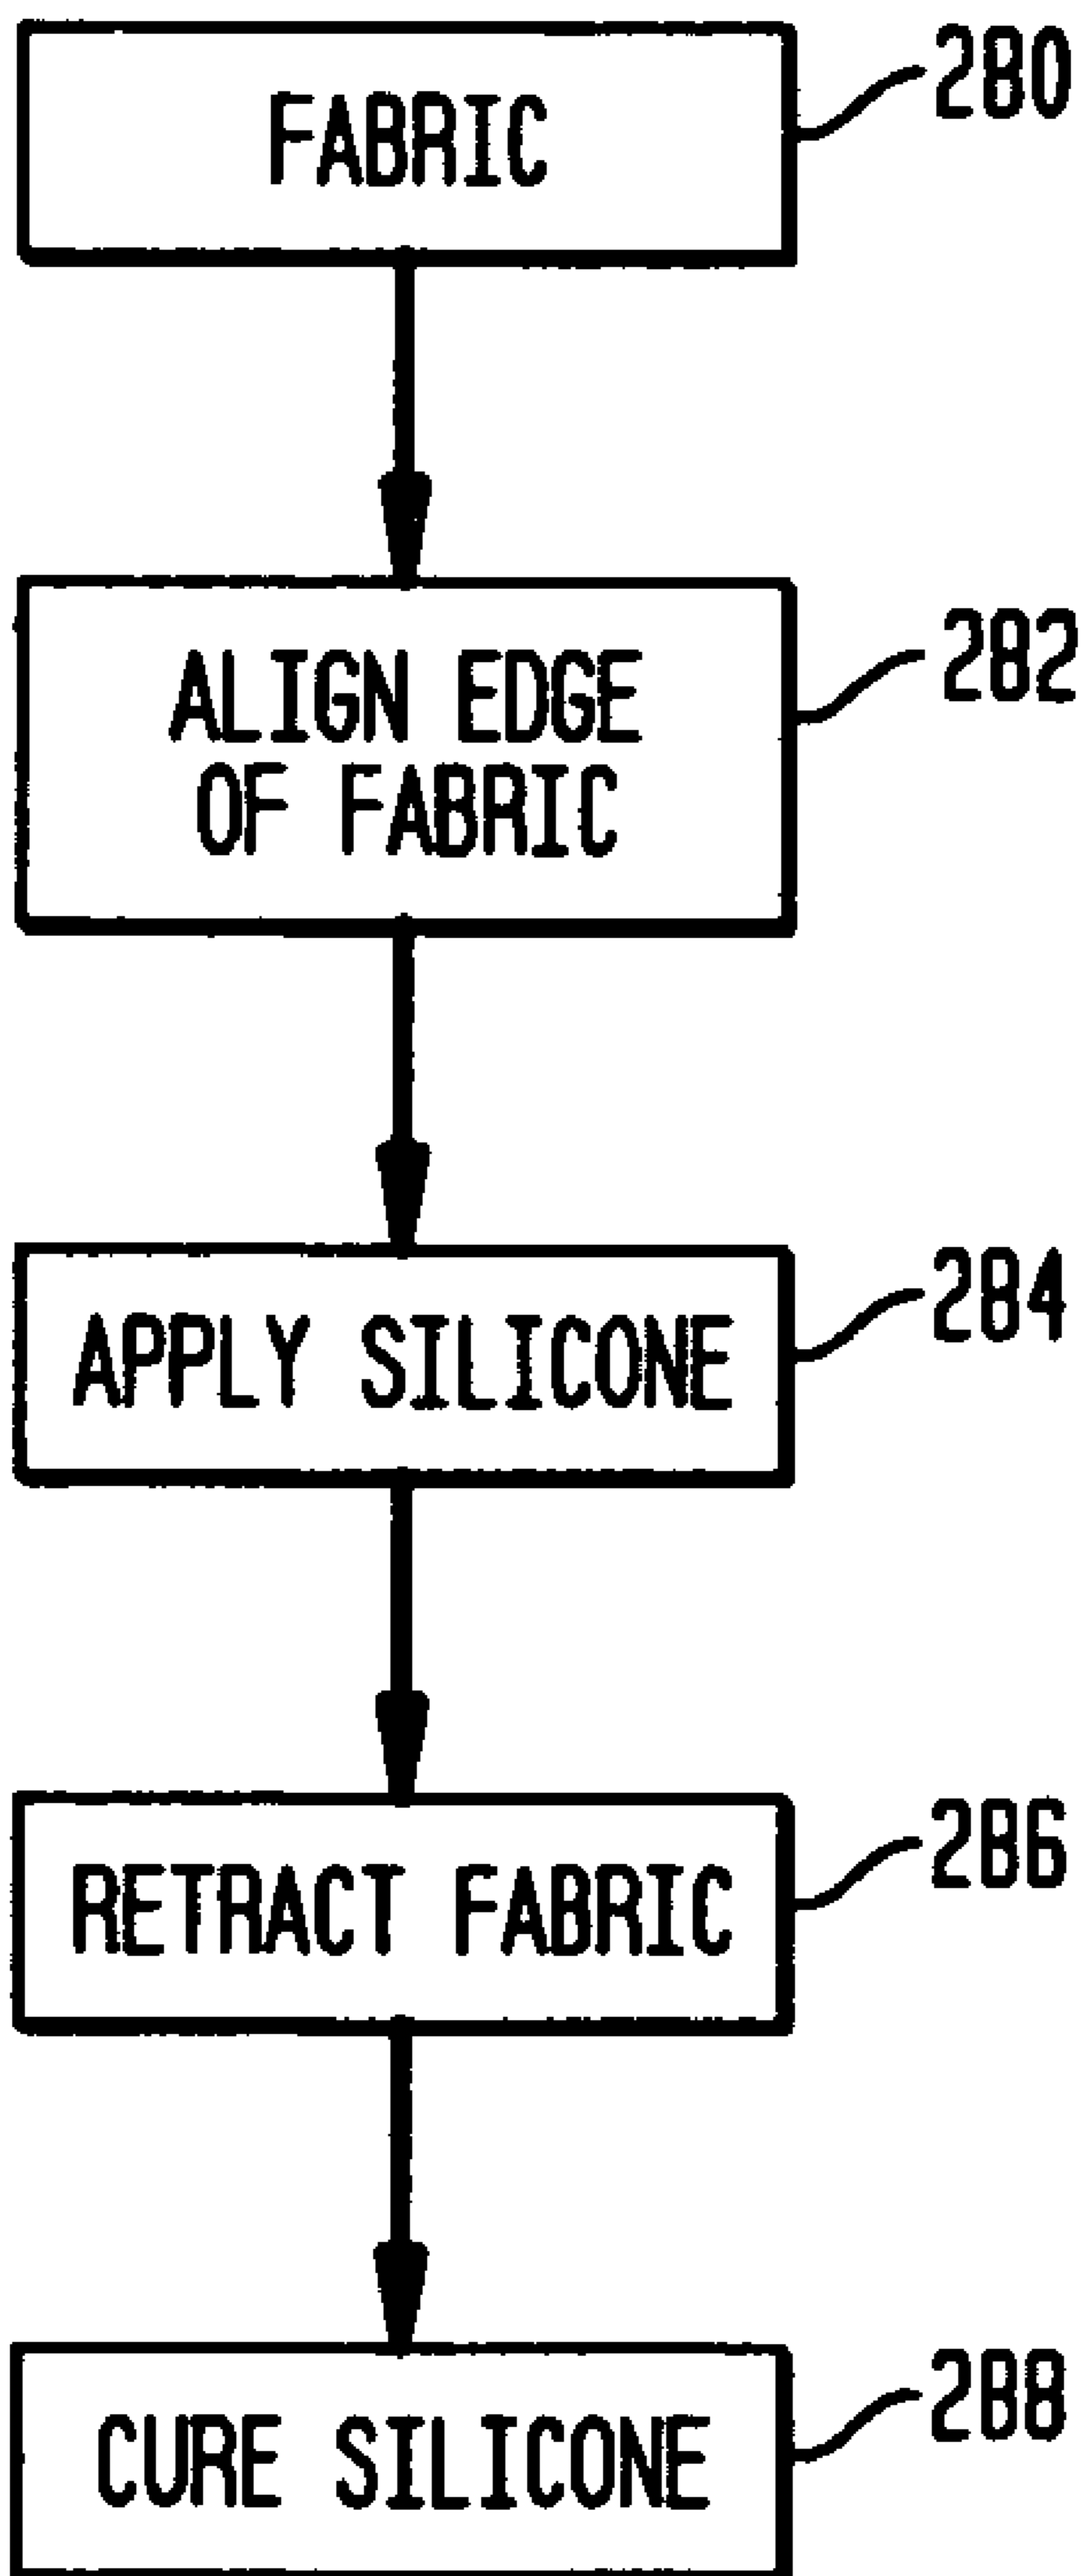 FABRIC
280
ALIGN EDGE
OF FABRIC
282
APPLY SILICONE
284
RETRACT FABRIC
286
CURE SILICONE
288